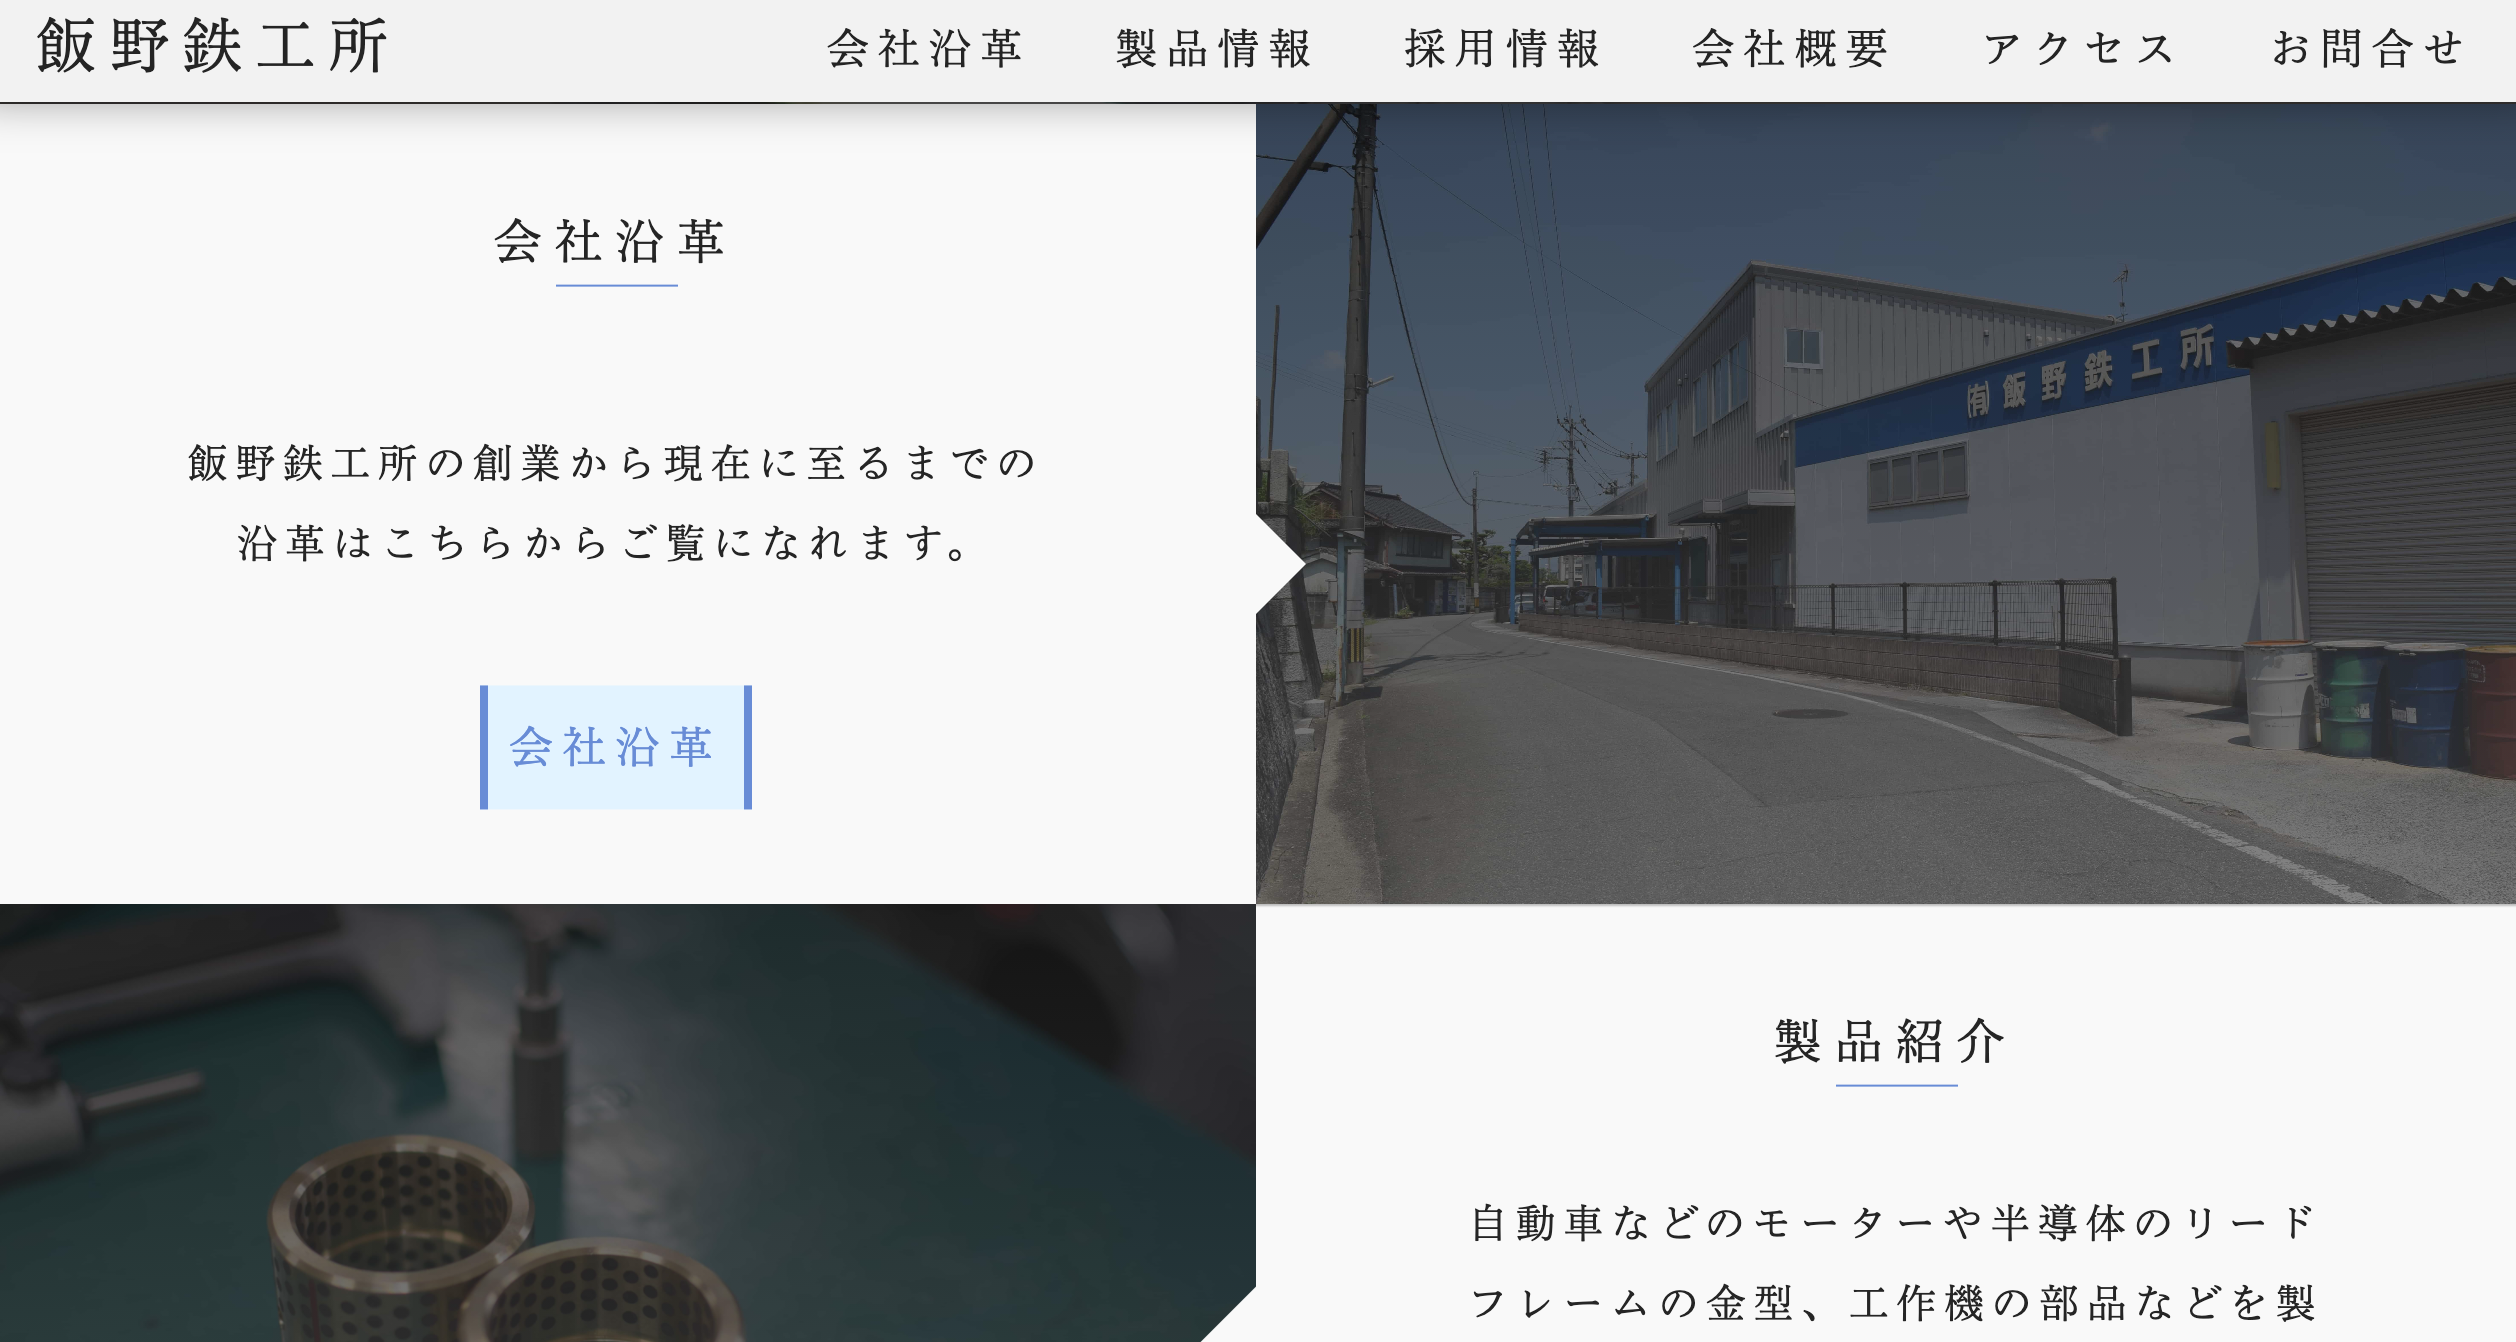 飯野鉄工所
会社沿革 製品情報 採用情報 会社概要 アクセス お問合せ
会社沿革
飯野鉄工所の創業から現在に至るまでの
沿革はこちらからご覧になれます。
会社沿革
㈲飯野鉄工所
製品紹介
自動車などのモーターや半導体のリード
フレームの金型、工作機の部品などを製